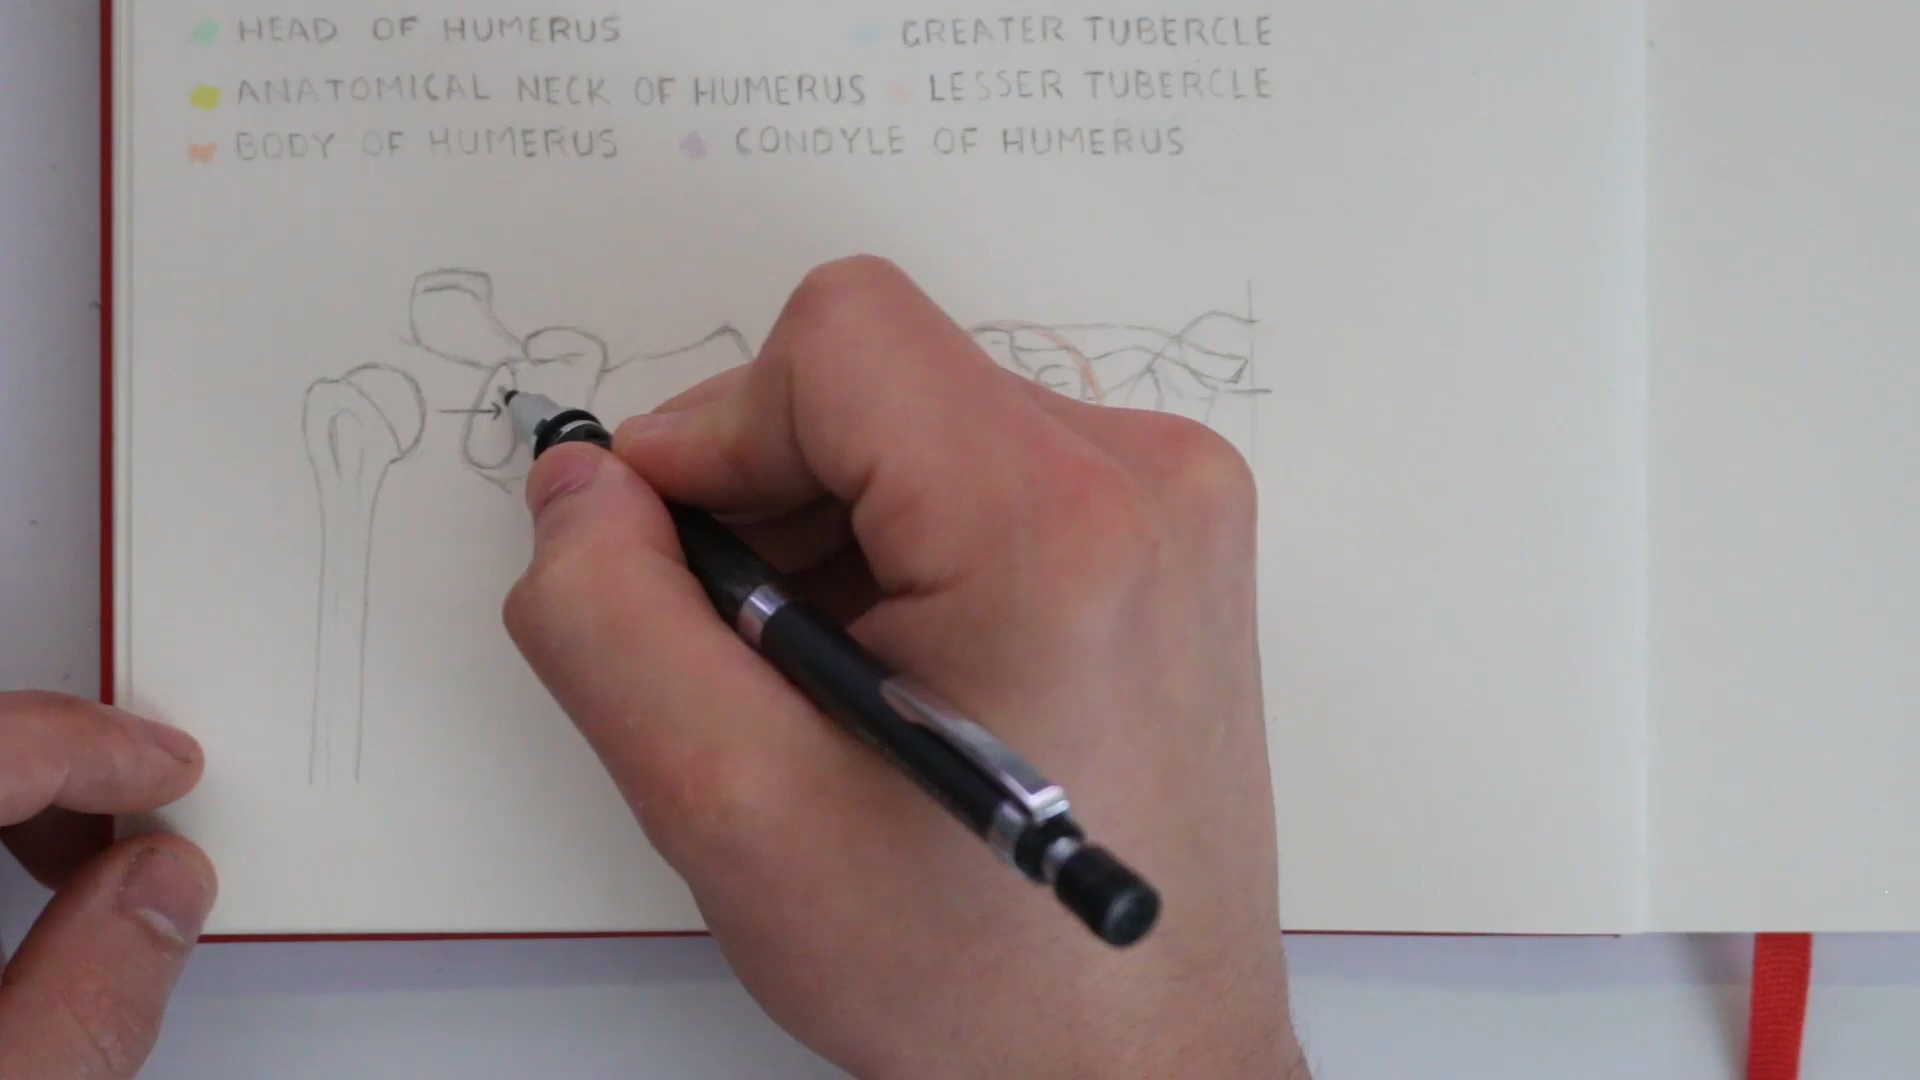 HEAD OF HUMERUS GREATER TUBERCLE
ANATOMICAL NECK OF HUMERUS LESSER TUBERCLE
BODY OF HUMERUS CONDYLE OF HUMERUS